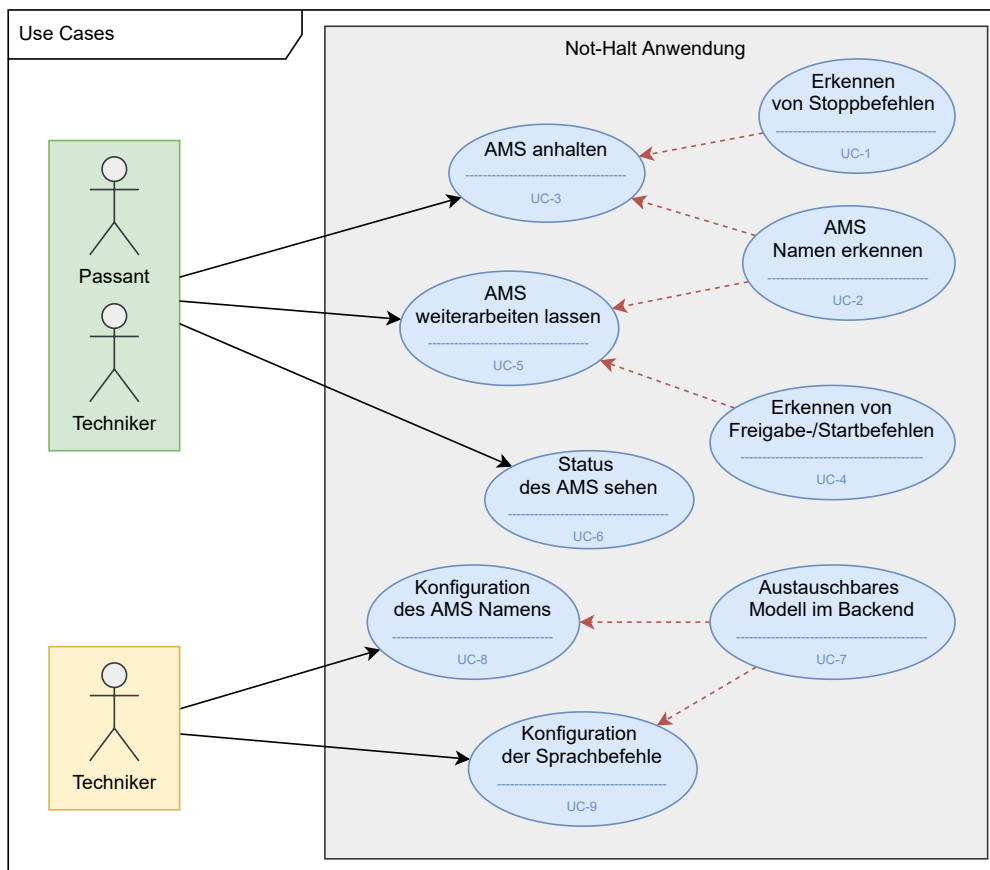 Use Cases
Not-Halt Anwendung
Erkennen
von Stoppbefehlen
UC-1
AMS anhalten
UC-3
AMS
Namen erkennen
UC-2
Passant
AMS
weiterarbeiten lassen
UC-5
Techniker
Erkennen von
Freigabe-/Startbefehlen
UC-4
Status
des AMS sehen
UC-6
Konfiguration
des AMS Namens
UC-8
Austauschbares
Modell im Backend
UC-7
Techniker
Konfiguration
der Sprachbefehle
UC-9